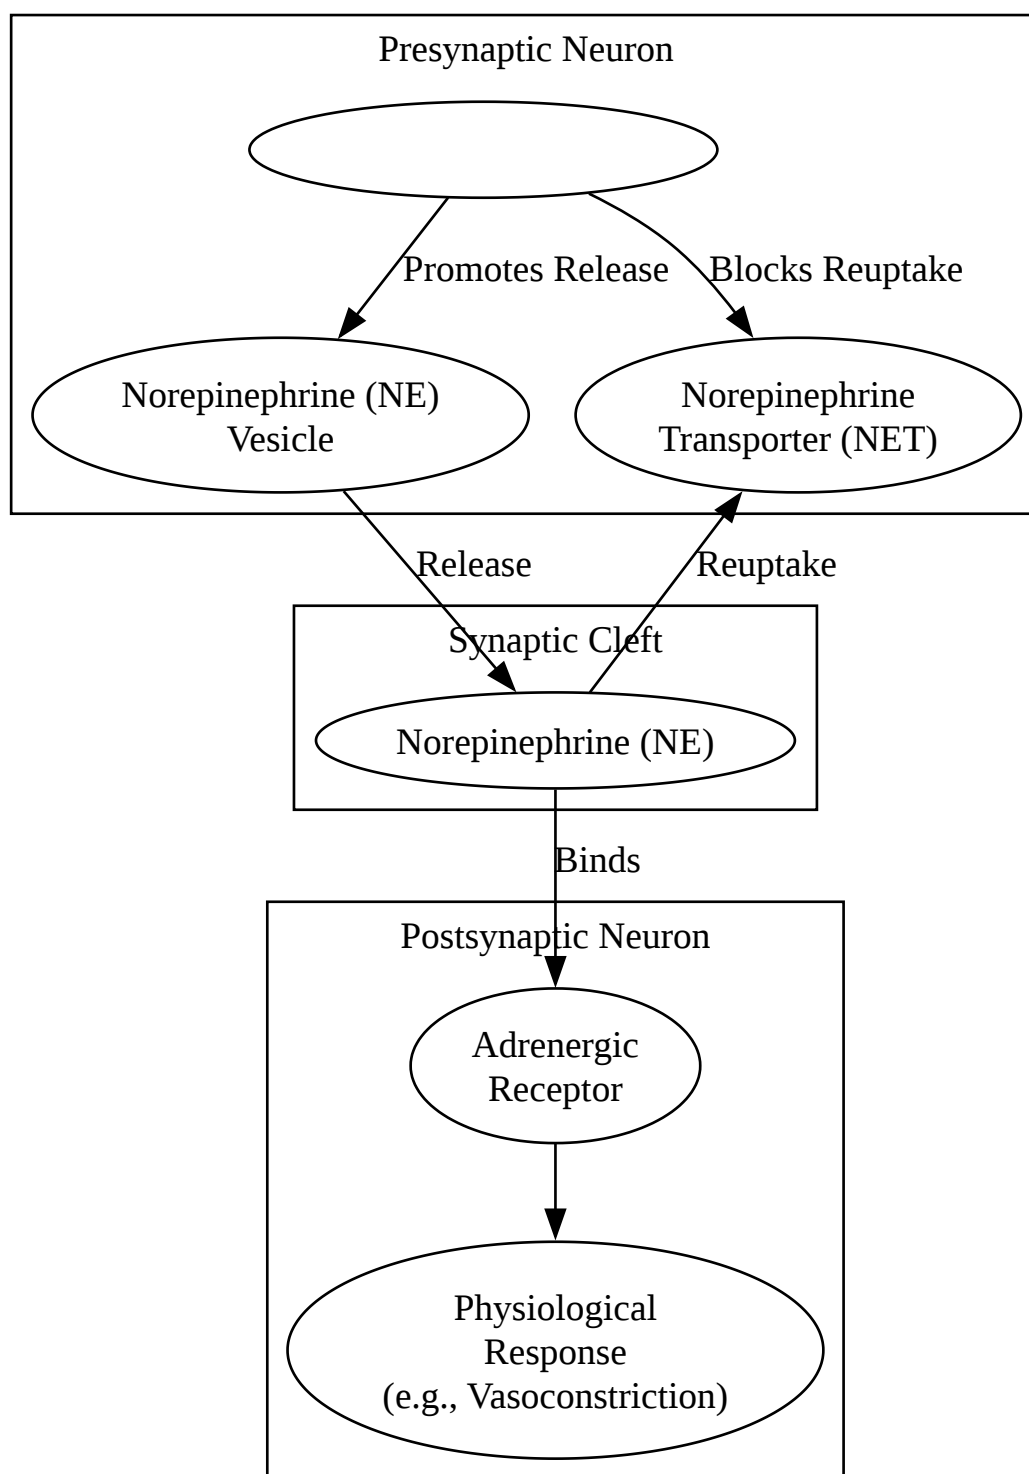 Presynaptic Neuron
Promotes Release
Blocks Reuptake
Norepinephrine (NE)
Vesicle
Norepinephrine
Transporter (NET)
Release
Reuptake
Synaptic Cleft
Norepinephrine (NE)
Binds
Postsynaptic Neuron
Adrenergic
Receptor
Physiological
Response
(e.g., Vasoconstriction)